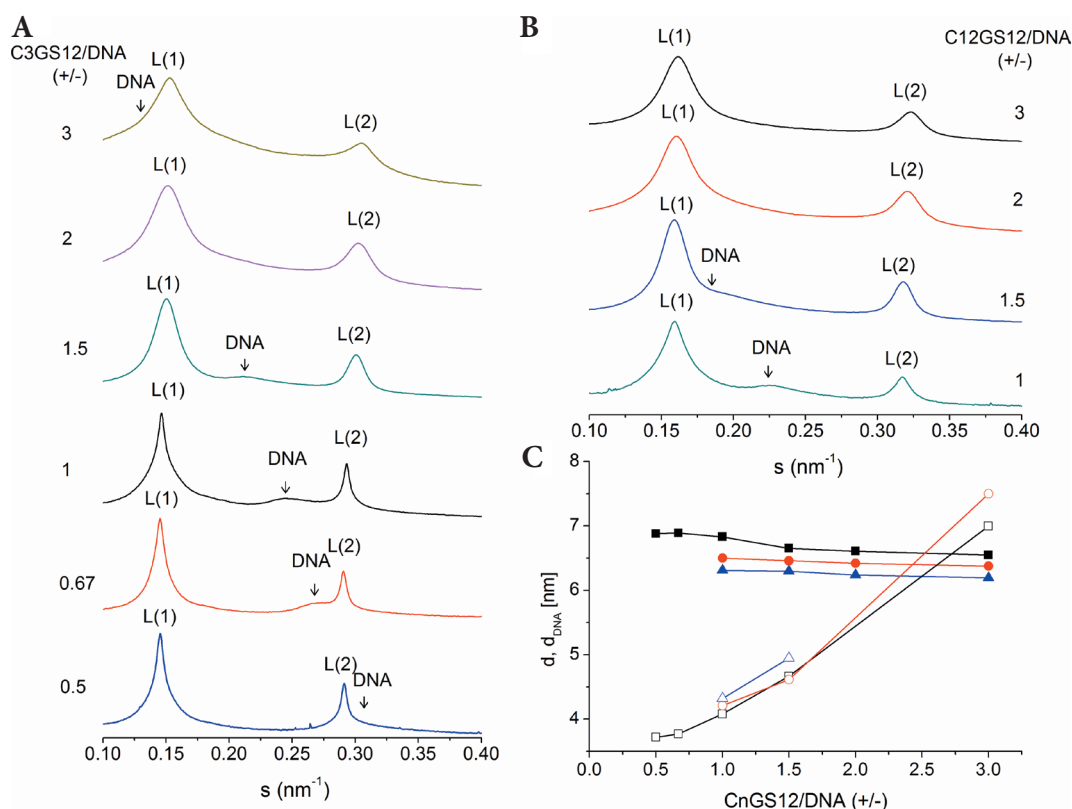 A
C3GS12/DNA
(+/-)
DNA
L(1)
L(2)
3
L(1)
L(2)
2
L(1)
DNA
L(2)
1.5
L(1)
DNA
L(2)
1
L(1)
DNA
L(2)
0.67
L(1)
L(2)
DNA
0.5
0.10 0.15 0.20 0.25 0.30 0.35 0.40
s (nm⁻¹)
B
C12GS12/DNA
(+/-)
L(1)
L(2)
3
L(1)
L(2)
2
L(1)
DNA
L(2)
1.5
L(1)
DNA
L(2)
1
0.10 0.15 0.20 0.25 0.30 0.35 0.40
s (nm⁻¹)
C
8
7
6
5
4
d, d_DNA [nm]
0.0 0.5 1.0 1.5 2.0 2.5 3.0
CnGS12/DNA (+/-)